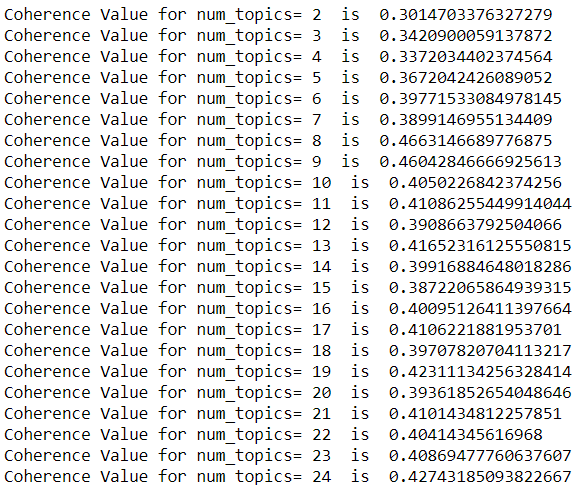 Coherence Value for num_topics= 2  is  0.3014703376327279
Coherence Value for num_topics= 3  is  0.3420900059137872
Coherence Value for num_topics= 4  is  0.3372034402374564
Coherence Value for num_topics= 5  is  0.3672042426089052
Coherence Value for num_topics= 6  is  0.39771533084978145
Coherence Value for num_topics= 7  is  0.3899146955134409
Coherence Value for num_topics= 8  is  0.4663146689776875
Coherence Value for num_topics= 9  is  0.46042846666925613
Coherence Value for num_topics= 10  is  0.4050226842374256
Coherence Value for num_topics= 11  is  0.41086255449914044
Coherence Value for num_topics= 12  is  0.3908663792504066
Coherence Value for num_topics= 13  is  0.41652316125550815
Coherence Value for num_topics= 14  is  0.39916884648018286
Coherence Value for num_topics= 15  is  0.38722065864939315
Coherence Value for num_topics= 16  is  0.40095126411397664
Coherence Value for num_topics= 17  is  0.4106221881953701
Coherence Value for num_topics= 18  is  0.39707820704113217
Coherence Value for num_topics= 19  is  0.42311134256328414
Coherence Value for num_topics= 20  is  0.39361852654048646
Coherence Value for num_topics= 21  is  0.4101434812257851
Coherence Value for num_topics= 22  is  0.40414345616968
Coherence Value for num_topics= 23  is  0.40869477760637607
Coherence Value for num_topics= 24  is  0.42743185093822667